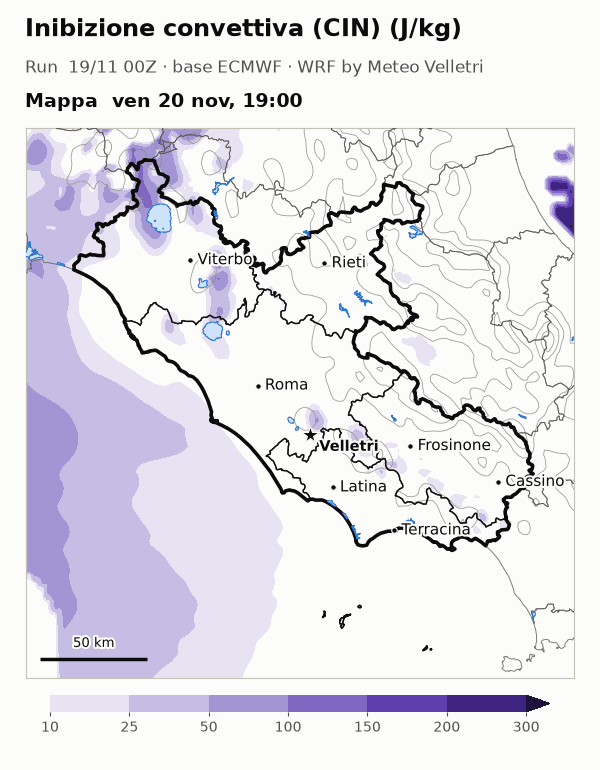 Inibizione convettiva (CIN) (J/kg)
Run  19/11 00Z · base ECMWF · WRF by Meteo Velletri
Mappa  ven 20 nov, 19:00
Viterbo
Rieti
Roma
Velletri
Frosinone
Latina
Cassino
Terracina
50 km
10 25 50 100 150 200 300